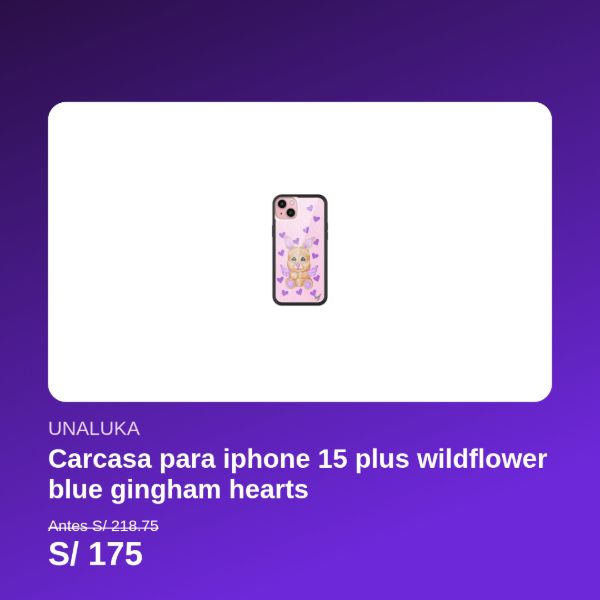 UNALUKA
Carcasa para iphone 15 plus wildflower
blue gingham hearts
Antes S/ 218.75
S/ 175